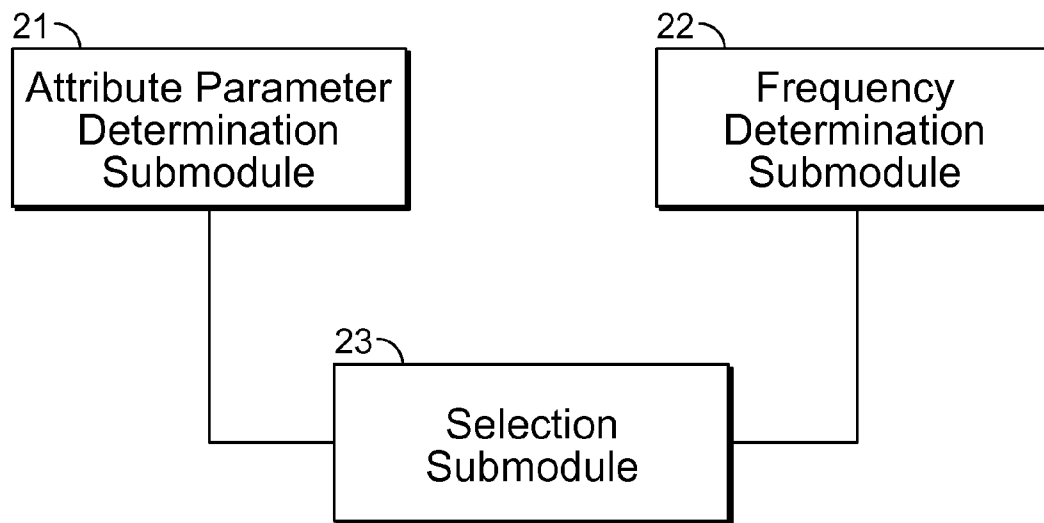 21
Attribute Parameter
Determination
Submodule
22
Frequency
Determination
Submodule
23
Selection
Submodule